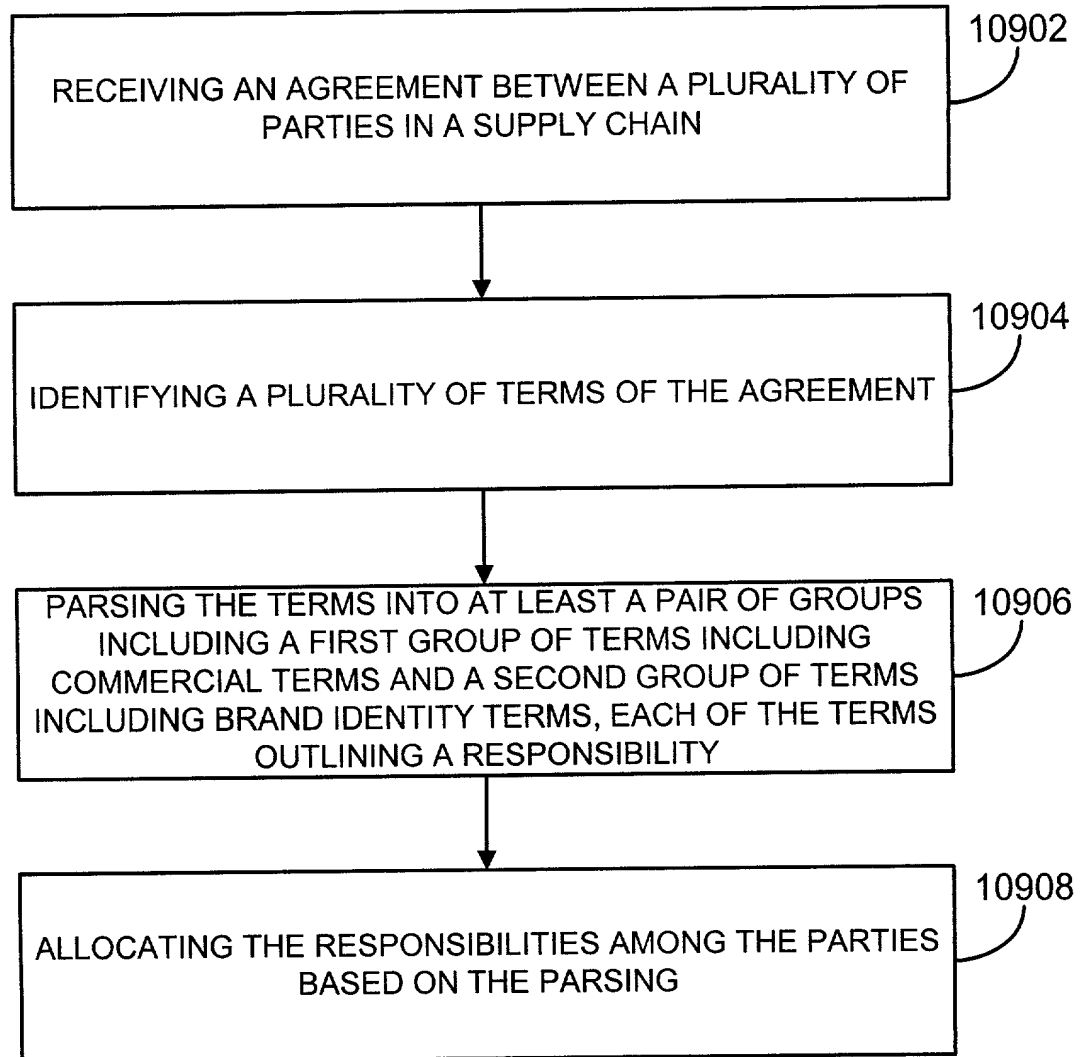 10902
RECEIVING AN AGREEMENT BETWEEN A PLURALITY OF
PARTIES IN A SUPPLY CHAIN
10904
IDENTIFYING A PLURALITY OF TERMS OF THE AGREEMENT
10906
PARSING THE TERMS INTO AT LEAST A PAIR OF GROUPS
INCLUDING A FIRST GROUP OF TERMS INCLUDING
COMMERCIAL TERMS AND A SECOND GROUP OF TERMS
INCLUDING BRAND IDENTITY TERMS, EACH OF THE TERMS
OUTLINING A RESPONSIBILITY
10908
ALLOCATING THE RESPONSIBILITIES AMONG THE PARTIES
BASED ON THE PARSING